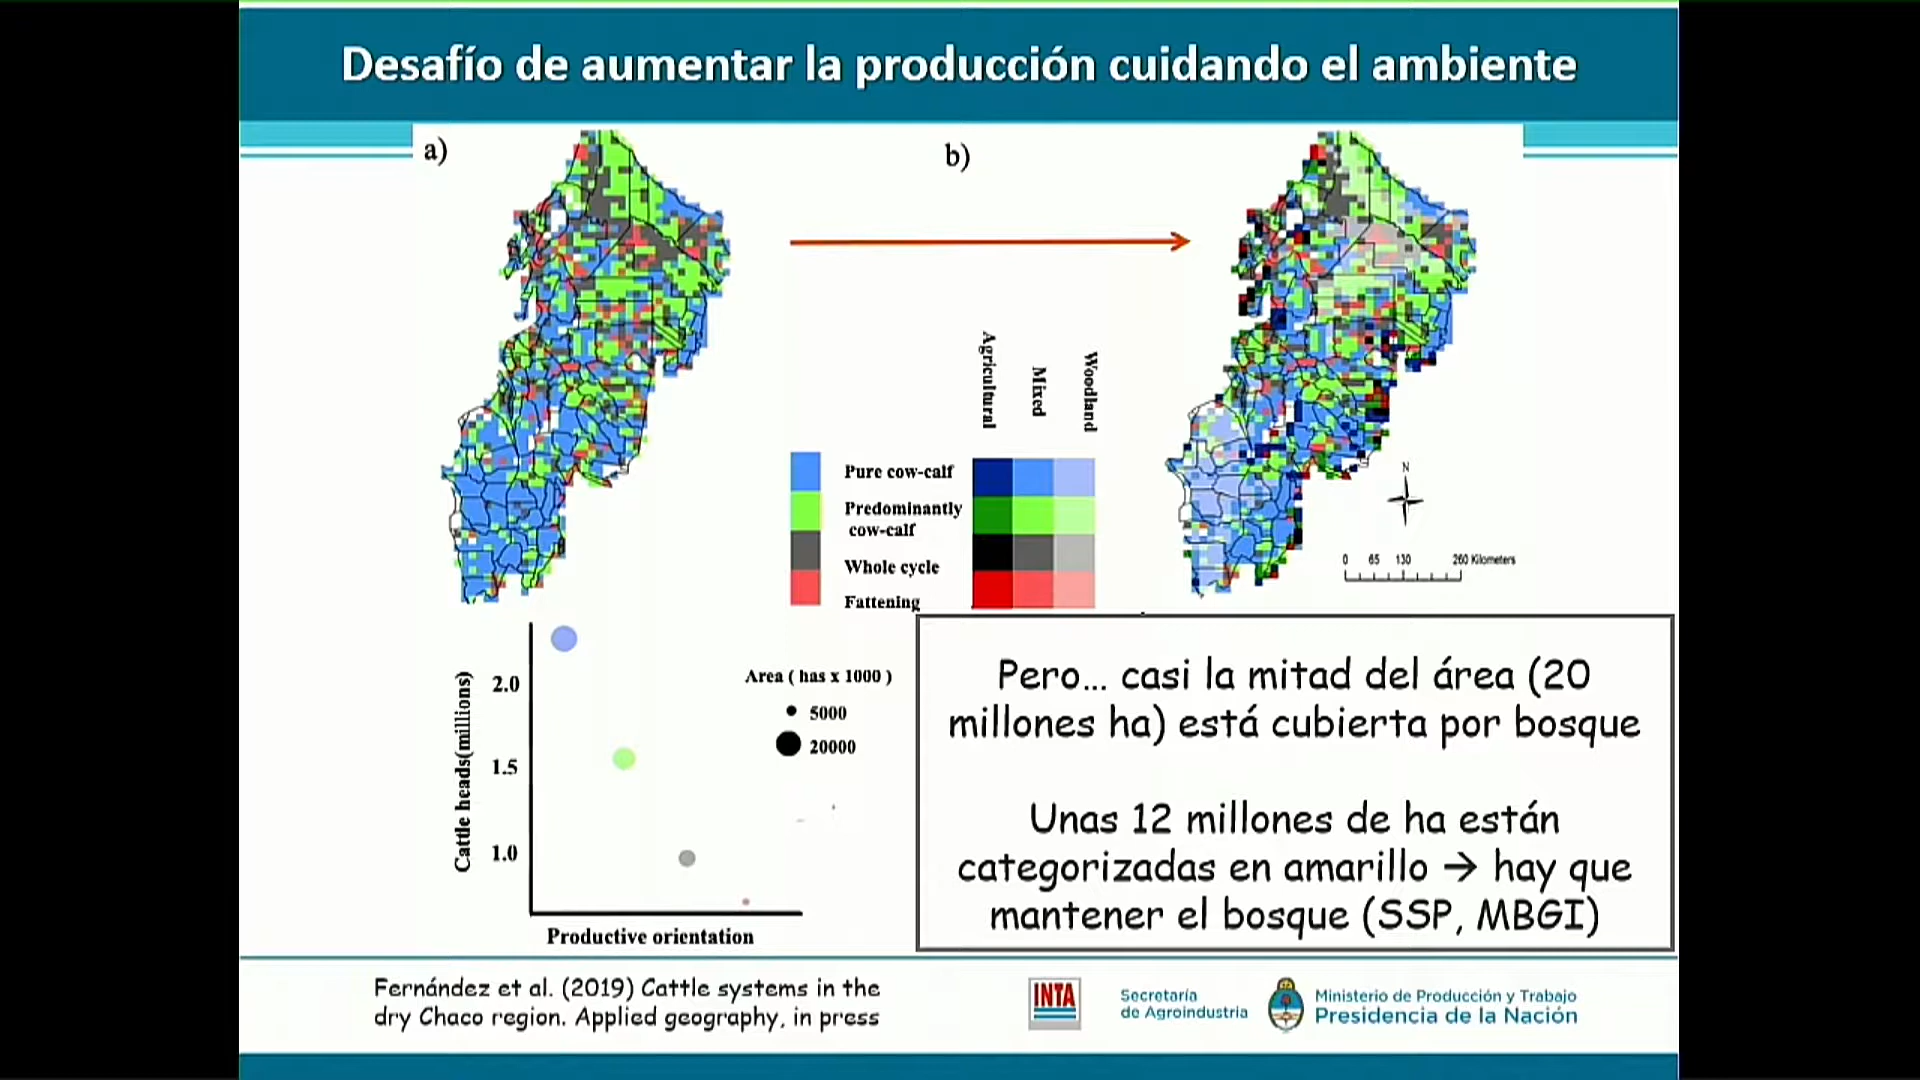 Desafío de aumentar la producción cuidando el ambiente
a)
b)
Agricultural
Mixed
Woodland
Pure cow-calf
Predominantly
cow-calf
Whole cycle
Fattening
N
0 65 130 260 Kilometers
Cattle heads(millions)
2.0
1.5
1.0
Productive orientation
Area ( has x 1000 )
5000
20000
Pero... casi la mitad del área (20
millones ha) está cubierta por bosque
Unas 12 millones de ha están
categorizadas en amarillo → hay que
mantener el bosque (SSP, MBGI)
Fernández et al. (2019) Cattle systems in the
dry Chaco region. Applied geography, in press
INTA
Secretaría
de Agroindustria
Ministerio de Producción y Trabajo
Presidencia de la Nación